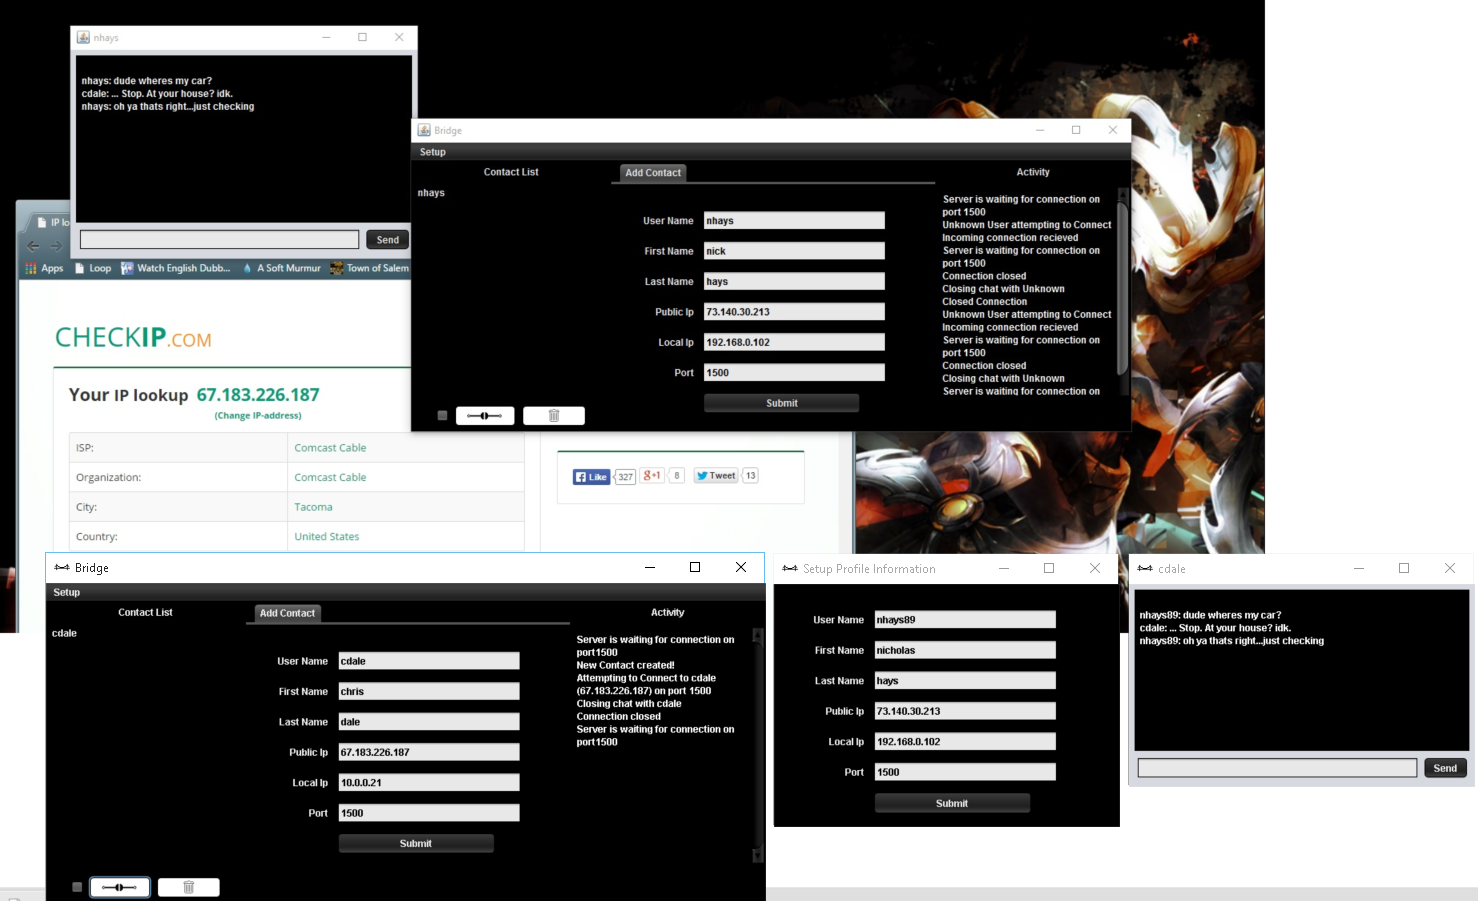 nhays
nhays: dude wheres my car?
cdale: ... Stop. At your house? idk.
nhays: oh ya thats right...just checking
Send
IP lo
Apps
Loop
Watch English Dubb...
A Soft Murmur
Town of Salem
CHECKIP.COM
Your IP lookup 67.183.226.187
(Change IP-address)
ISP: Comcast Cable
Organization: Comcast Cable
City: Tacoma
Country: United States
Like 327
+1 8
Tweet 13
Bridge
Setup
Contact List
nhays
Add Contact
User Name nhays
First Name nick
Last Name hays
Public Ip 73.140.30.213
Local Ip 192.168.0.102
Port 1500
Submit
Activity
Server is waiting for connection on
port 1500
Unknown User attempting to Connect
Incoming connection recieved
Server is waiting for connection on
port 1500
Connection closed
Closing chat with Unknown
Closed Connection
Unknown User attempting to Connect
Incoming connection recieved
Server is waiting for connection on
port 1500
Connection closed
Closing chat with Unknown
Server is waiting for connection on
Bridge
Setup
Contact List
cdale
Add Contact
User Name cdale
First Name chris
Last Name dale
Public Ip 67.183.226.187
Local Ip 10.0.0.21
Port 1500
Submit
Activity
Server is waiting for connection on
port1500
New Contact created!
Attempting to Connect to cdale
(67.183.226.187) on port 1500
Closing chat with cdale
Connection closed
Server is waiting for connection on
port1500
Setup Profile Information
User Name nhays89
First Name nicholas
Last Name hays
Public Ip 73.140.30.213
Local Ip 192.168.0.102
Port 1500
Submit
cdale
nhays89: dude wheres my car?
cdale: ... Stop. At your house? idk.
nhays89: oh ya thats right...just checking
Send